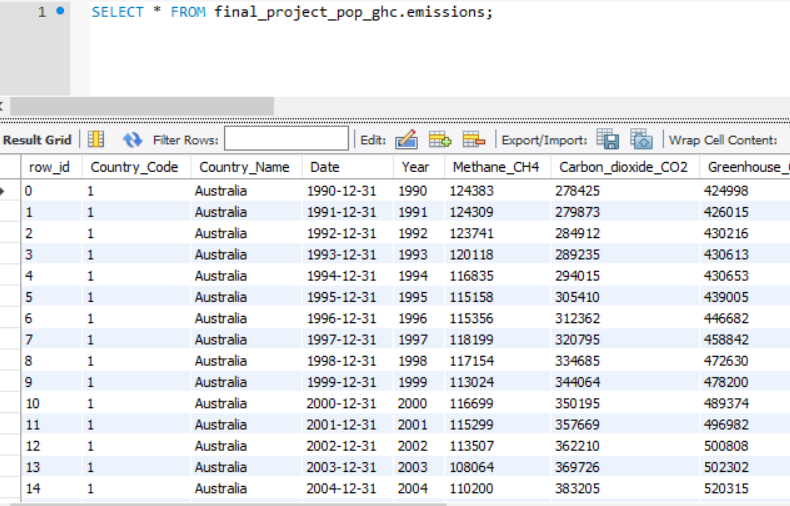 1 SELECT * FROM final_project_pop_ghc.emissions;
Result Grid Filter Rows: Edit: Export/Import: Wrap Cell Content:
row_id Country_Code Country_Name Date Year Methane_CH4 Carbon_dioxide_CO2 Greenhouse_
0 1 Australia 1990-12-31 1990 124383 278425 424998
1 1 Australia 1991-12-31 1991 124309 279873 426015
2 1 Australia 1992-12-31 1992 123741 284912 430216
3 1 Australia 1993-12-31 1993 120118 289235 430613
4 1 Australia 1994-12-31 1994 116835 294015 430653
5 1 Australia 1995-12-31 1995 115158 305410 439005
6 1 Australia 1996-12-31 1996 115356 312362 446682
7 1 Australia 1997-12-31 1997 118199 320795 458842
8 1 Australia 1998-12-31 1998 117154 334685 472630
9 1 Australia 1999-12-31 1999 113024 344064 478200
10 1 Australia 2000-12-31 2000 116699 350195 489374
11 1 Australia 2001-12-31 2001 115299 357669 496982
12 1 Australia 2002-12-31 2002 113507 362210 500808
13 1 Australia 2003-12-31 2003 108064 369726 502302
14 1 Australia 2004-12-31 2004 110200 383205 520315